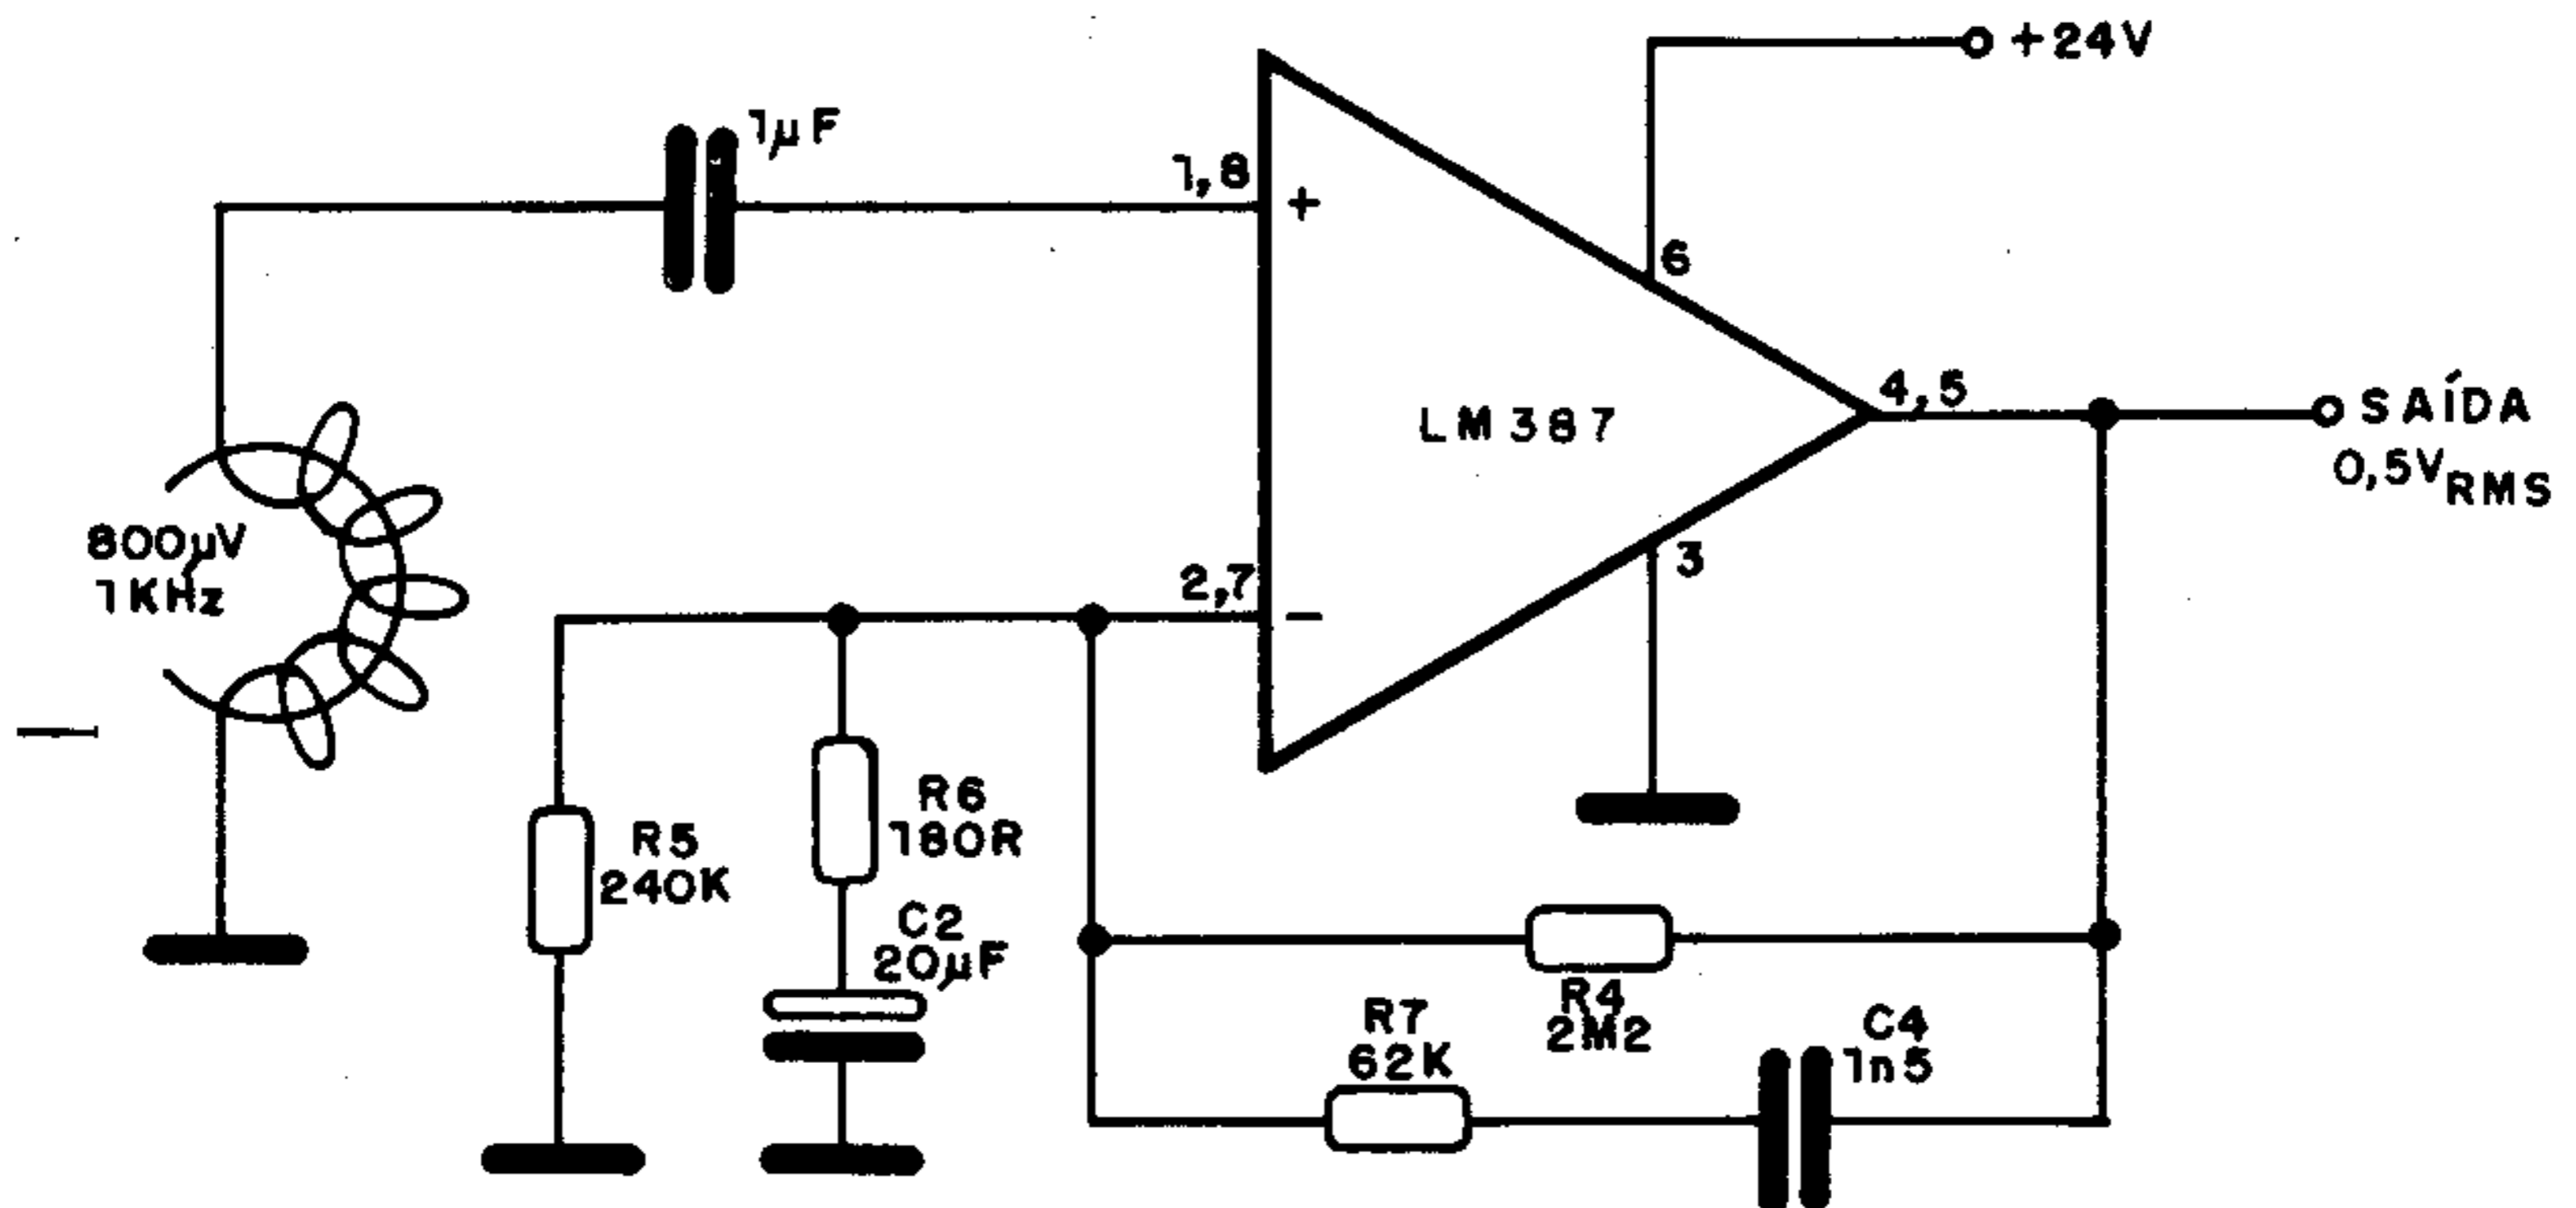 +24V
1µF
1,8
+
6
4,5
SAÍDA
0,5VRMS
LM387
800µV
1KHz
2,7
-
3
R6
180R
R5
240K
C2
20µF
R4
2M2
R7
62K
C4
1n5